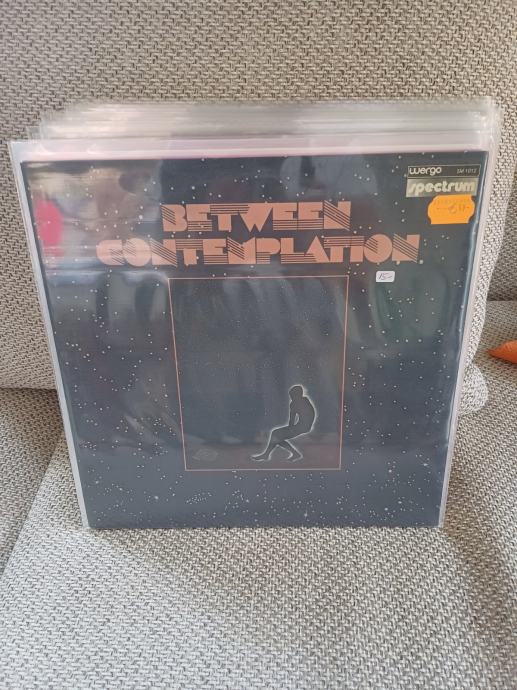 wergo SM 1012
spectrum
BETWEEN
CONTEMPLATION
15,-